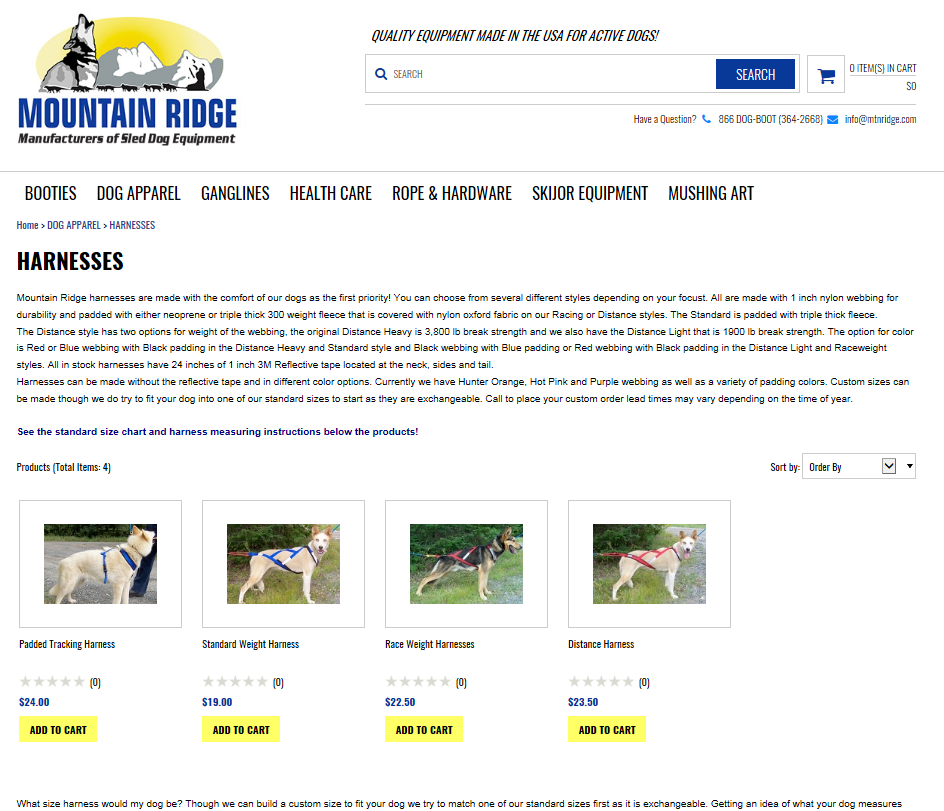 QUALITY EQUIPMENT MADE IN THE USA FOR ACTIVE DOGS!
MOUNTAIN RIDGE
Manufacturers of Sled Dog Equipment
SEARCH
SEARCH
0 ITEM(S) IN CART
$0
Have a Question? 866 DOG-BOOT (364-2668) info@mtnridge.com
BOOTIES DOG APPAREL GANGLINES HEALTH CARE ROPE & HARDWARE SKIJOR EQUIPMENT MUSHING ART
Home > DOG APPAREL > HARNESSES
HARNESSES
Mountain Ridge harnesses are made with the comfort of our dogs as the first priority! You can choose from several different styles depending on your focust. All are made with 1 inch nylon webbing for
durability and padded with either neoprene or triple thick 300 weight fleece that is covered with nylon oxford fabric on our Racing or Distance styles. The Standard is padded with triple thick fleece.
The Distance style has two options for weight of the webbing, the original Distance Heavy is 3,800 lb break strength and we also have the Distance Light that is 1900 lb break strength. The option for color
is Red or Blue webbing with Black padding in the Distance Heavy and Standard style and Black webbing with Blue padding or Red webbing with Black padding in the Distance Light and Raceweight
styles. All in stock harnesses have 24 inches of 1 inch 3M Reflective tape located at the neck, sides and tail.
Harnesses can be made without the reflective tape and in different color options. Currently we have Hunter Orange, Hot Pink and Purple webbing as well as a variety of padding colors. Custom sizes can
be made though we do try to fit your dog into one of our standard sizes to start as they are exchangeable. Call to place your custom order lead times may vary depending on the time of year.
See the standard size chart and harness measuring instructions below the products!
Products (Total Items: 4)
Sort by: Order By
Padded Tracking Harness Standard Weight Harness Race Weight Harnesses Distance Harness
(0) (0) (0) (0)
$24.00 $19.00 $22.50 $23.50
ADD TO CART ADD TO CART ADD TO CART ADD TO CART
What size harness would my dog be? Though we can build a custom size to fit your dog we try to match one of our standard sizes first as it is exchangeable. Getting an idea of what your dog measures